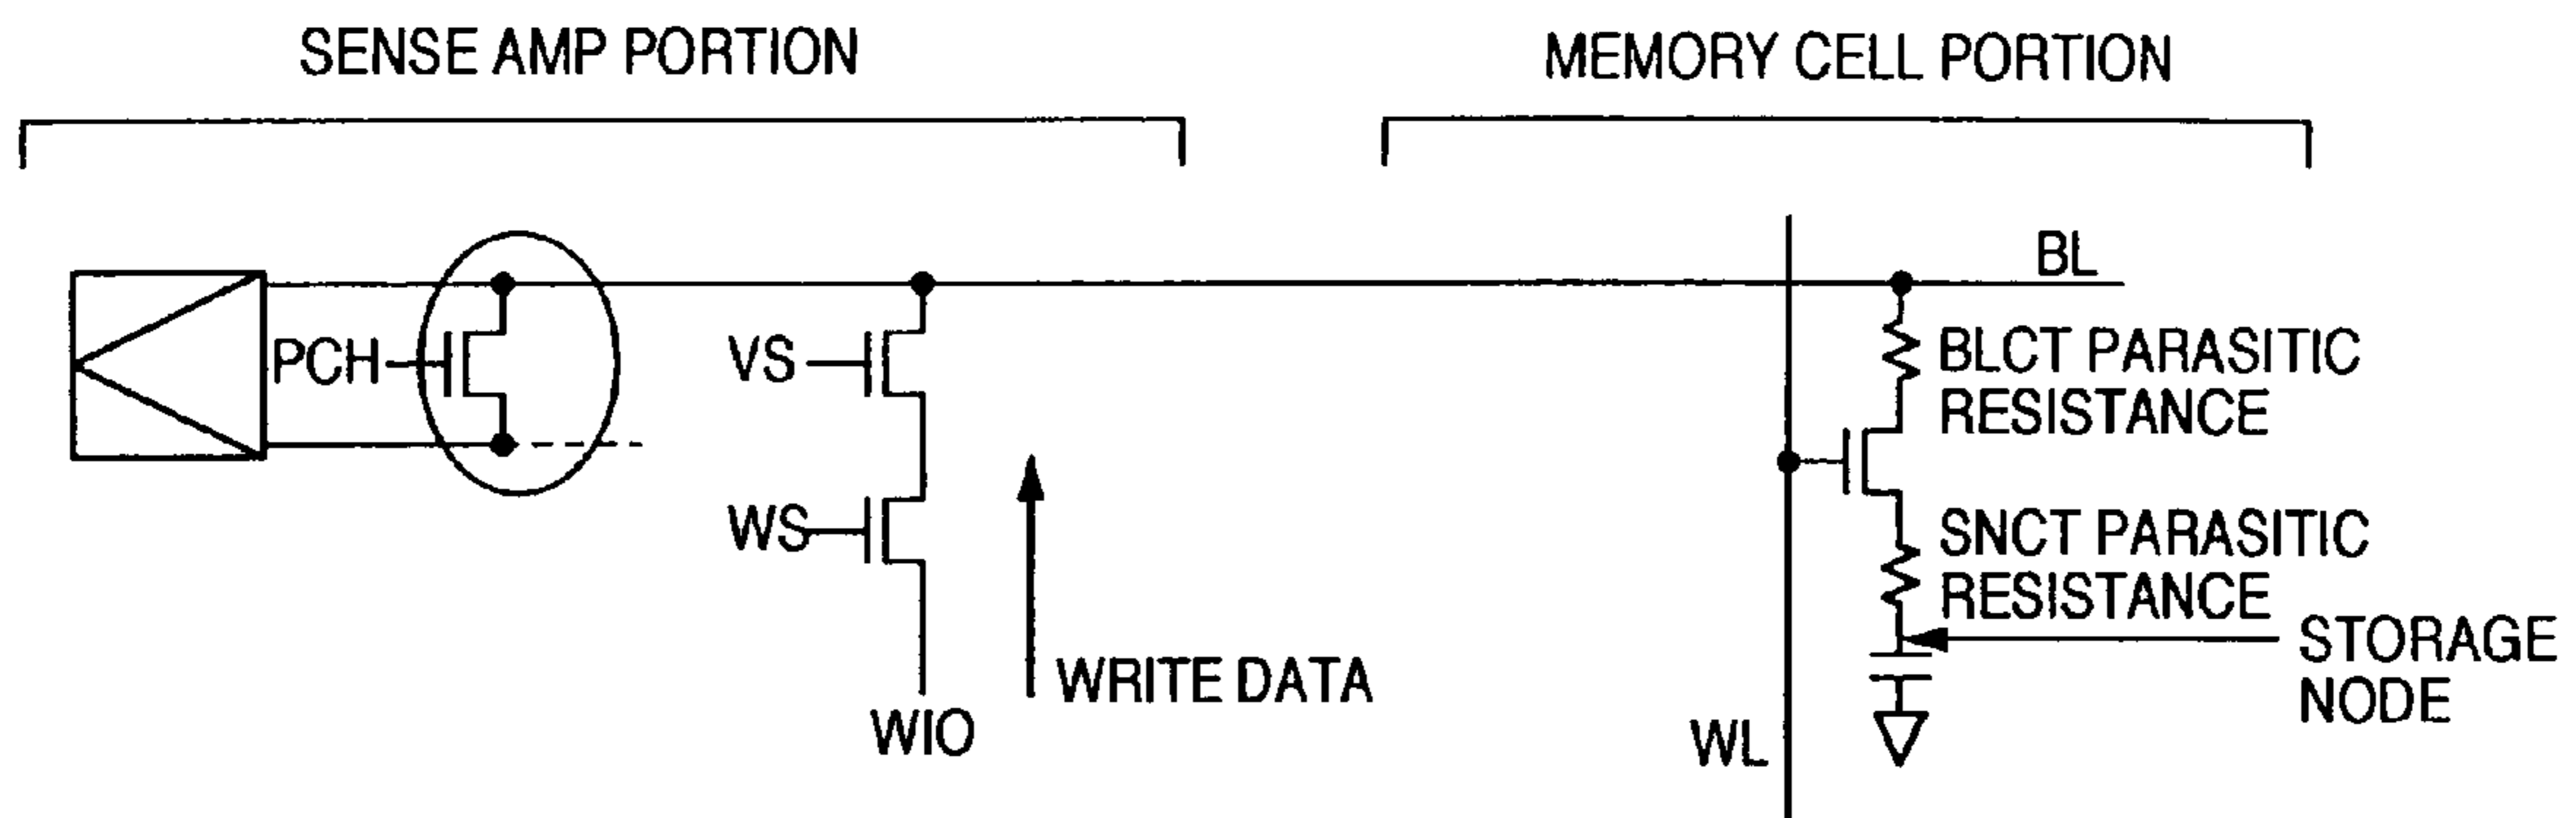 SENSE AMP PORTION
MEMORY CELL PORTION
BL
PCH
VS
BLCT PARASITIC
RESISTANCE
WS
SNCT PARASITIC
RESISTANCE
STORAGE
NODE
WRITE DATA
WIO
WL